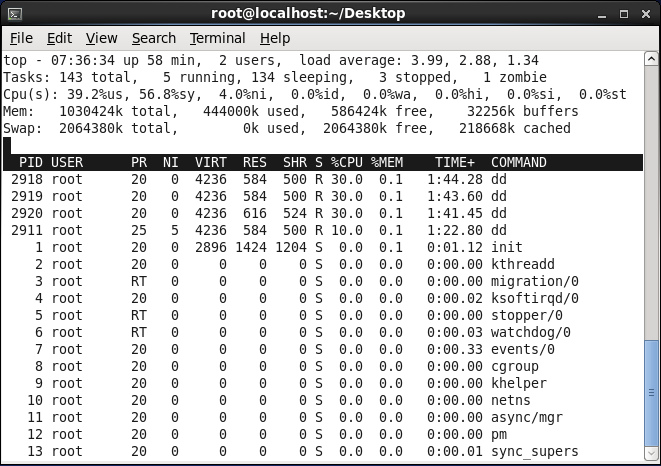 root@localhost:~/Desktop
File Edit View Search Terminal Help
top - 07:36:34 up 58 min,  2 users,  load average: 3.99, 2.88, 1.34
Tasks: 143 total,   5 running, 134 sleeping,   3 stopped,   1 zombie
Cpu(s): 39.2%us, 56.8%sy,  4.0%ni,  0.0%id,  0.0%wa,  0.0%hi,  0.0%si,  0.0%st
Mem:   1030424k total,   444000k used,   586424k free,    32256k buffers
Swap:  2064380k total,        0k used,  2064380k free,   218668k cached
PID USER      PR  NI  VIRT  RES  SHR S %CPU %MEM    TIME+  COMMAND
2918 root      20   0  4236  584  500 R 30.0  0.1   1:44.28 dd
2919 root      20   0  4236  584  500 R 30.0  0.1   1:43.60 dd
2920 root      20   0  4236  616  524 R 30.0  0.1   1:41.45 dd
2911 root      25   5  4236  584  500 R 10.0  0.1   1:22.80 dd
1 root      20   0  2896 1424 1204 S  0.0  0.1   0:01.12 init
2 root      20   0     0    0    0 S  0.0  0.0   0:00.00 kthreadd
3 root      RT   0     0    0    0 S  0.0  0.0   0:00.00 migration/0
4 root      20   0     0    0    0 S  0.0  0.0   0:00.02 ksoftirqd/0
5 root      RT   0     0    0    0 S  0.0  0.0   0:00.00 stopper/0
6 root      RT   0     0    0    0 S  0.0  0.0   0:00.03 watchdog/0
7 root      20   0     0    0    0 S  0.0  0.0   0:00.33 events/0
8 root      20   0     0    0    0 S  0.0  0.0   0:00.00 cgroup
9 root      20   0     0    0    0 S  0.0  0.0   0:00.00 khelper
10 root      20   0     0    0    0 S  0.0  0.0   0:00.00 netns
11 root      20   0     0    0    0 S  0.0  0.0   0:00.00 async/mgr
12 root      20   0     0    0    0 S  0.0  0.0   0:00.00 pm
13 root      20   0     0    0    0 S  0.0  0.0   0:00.01 sync_supers